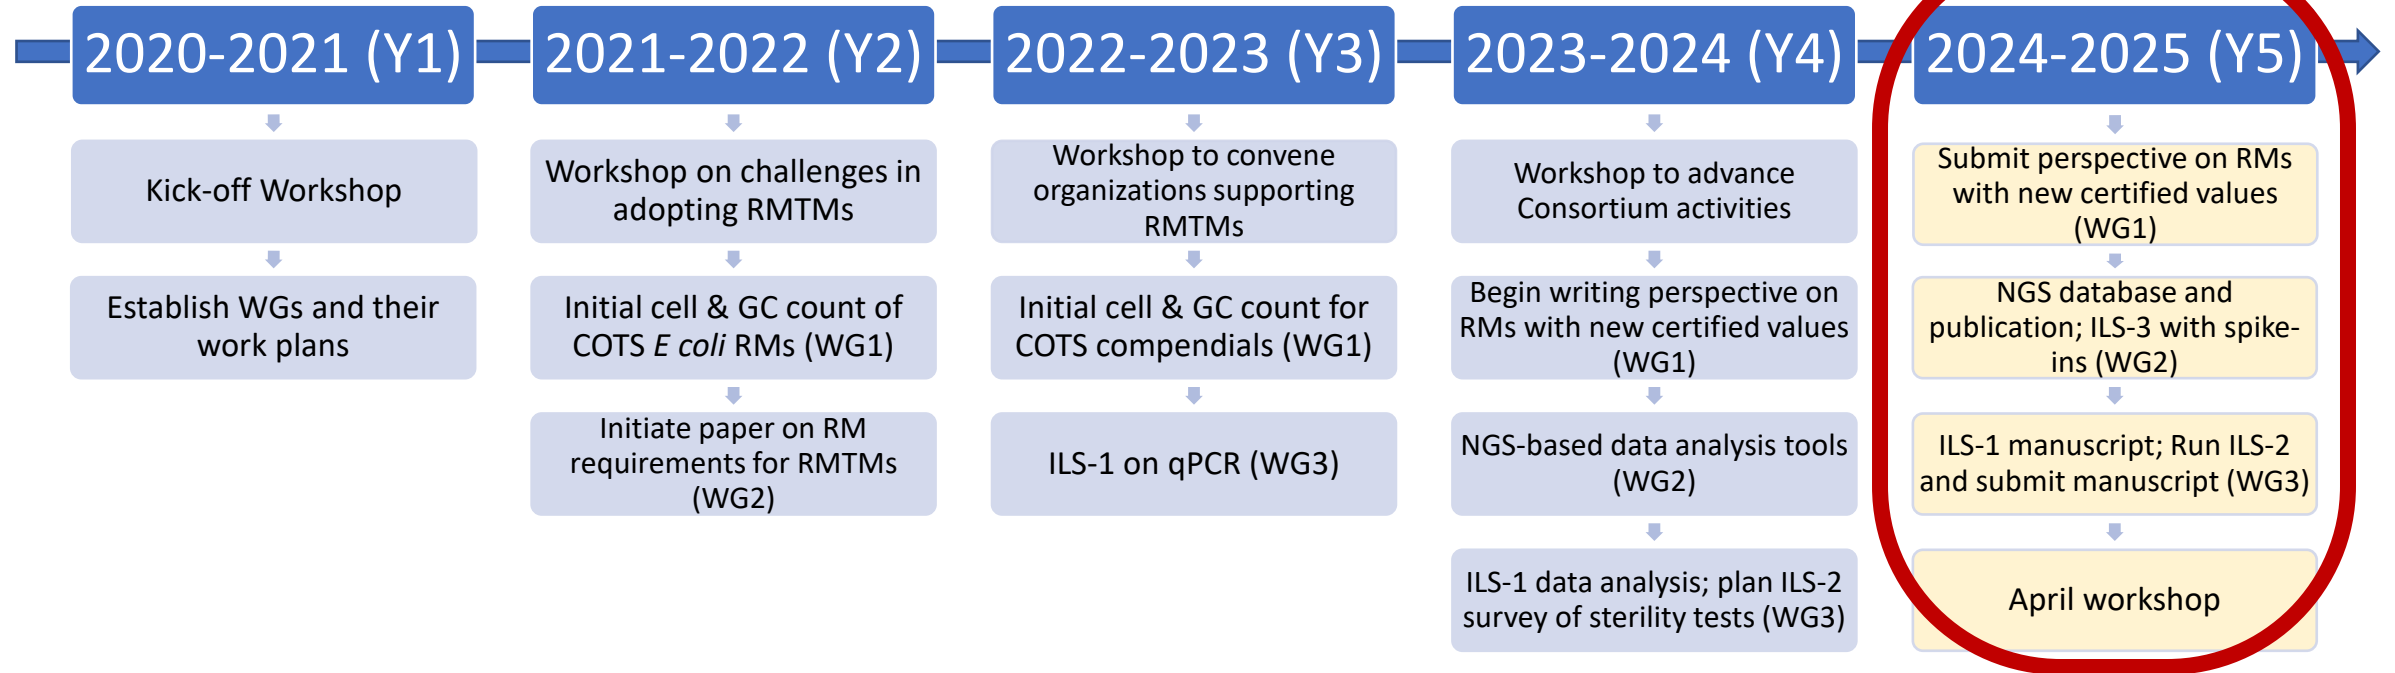 2020-2021 (Y1)
Kick-off Workshop
Establish WGs and their
work plans
2021-2022 (Y2)
Workshop on challenges in
adopting RMTMs
Initial cell & GC count of
COTS E coli RMs (WG1)
Initiate paper on RM
requirements for RMTMs
(WG2)
2022-2023 (Y3)
Workshop to convene
organizations supporting
RMTMs
Initial cell & GC count for
COTS compendials (WG1)
ILS-1 on qPCR (WG3)
2023-2024 (Y4)
Workshop to advance
Consortium activities
Begin writing perspective on
RMs with new certified values
(WG1)
NGS-based data analysis tools
(WG2)
ILS-1 data analysis; plan ILS-2
survey of sterility tests (WG3)
2024-2025 (Y5)
Submit perspective on RMs
with new certified values
(WG1)
NGS database and
publication; ILS-3 with spike-
ins (WG2)
ILS-1 manuscript; Run ILS-2
and submit manuscript (WG3)
April workshop